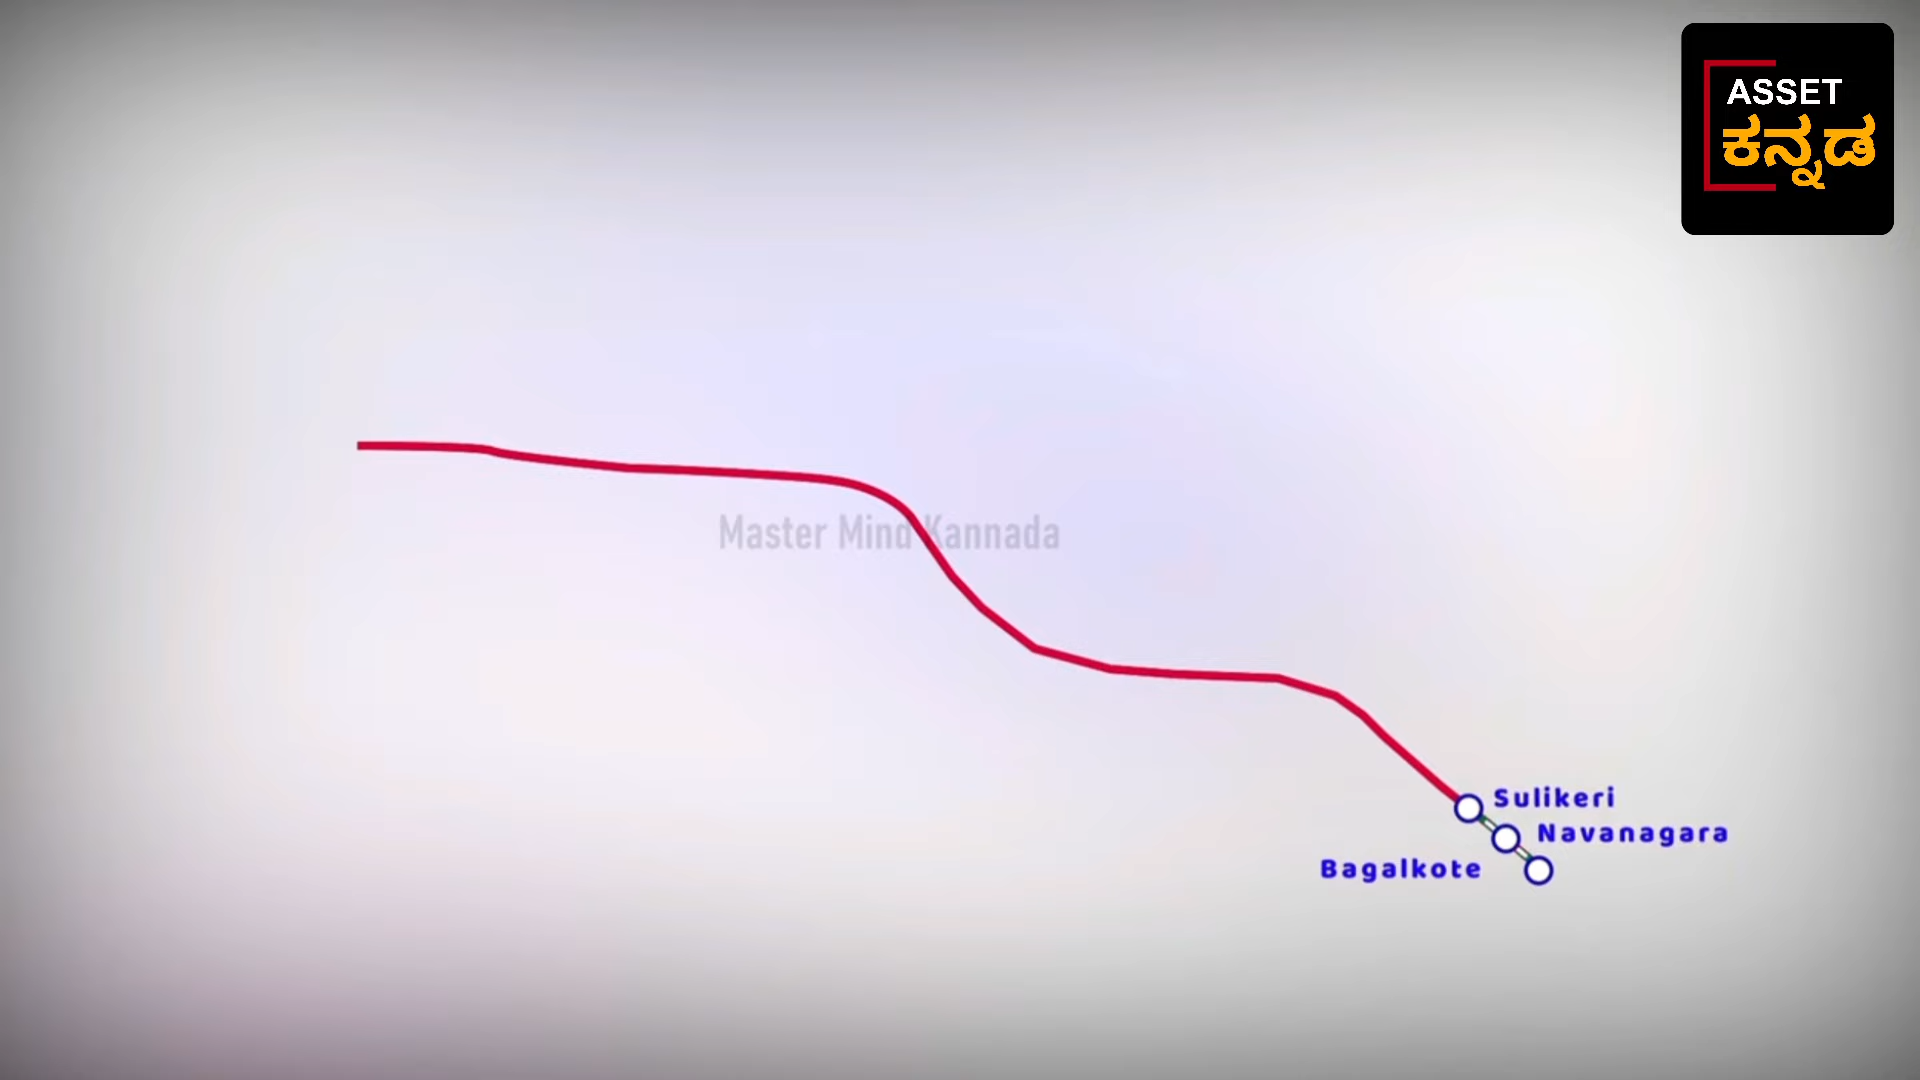 ASSET
ಕನ್ನಡ
Master Mind Kannada
Sulikeri
Navanagara
Bagalkote